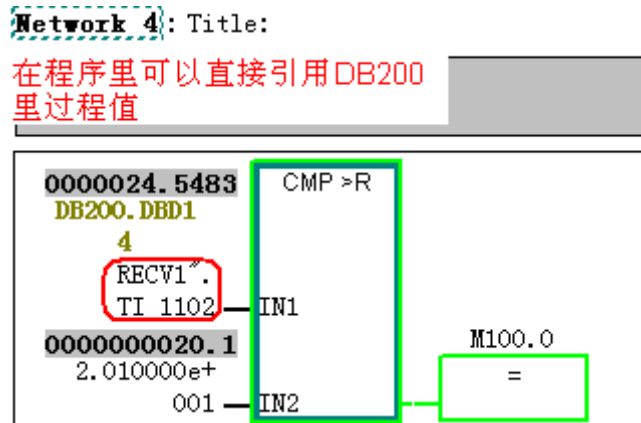 Network 4: Title:
在程序里可以直接引用DB200
里过程值
0000024.5483
CMP >R
DB200.DBD1
4
RECV1".
TI 1102
IN1
0000000020.1
M100.0
2.010000e+
=
001
IN2